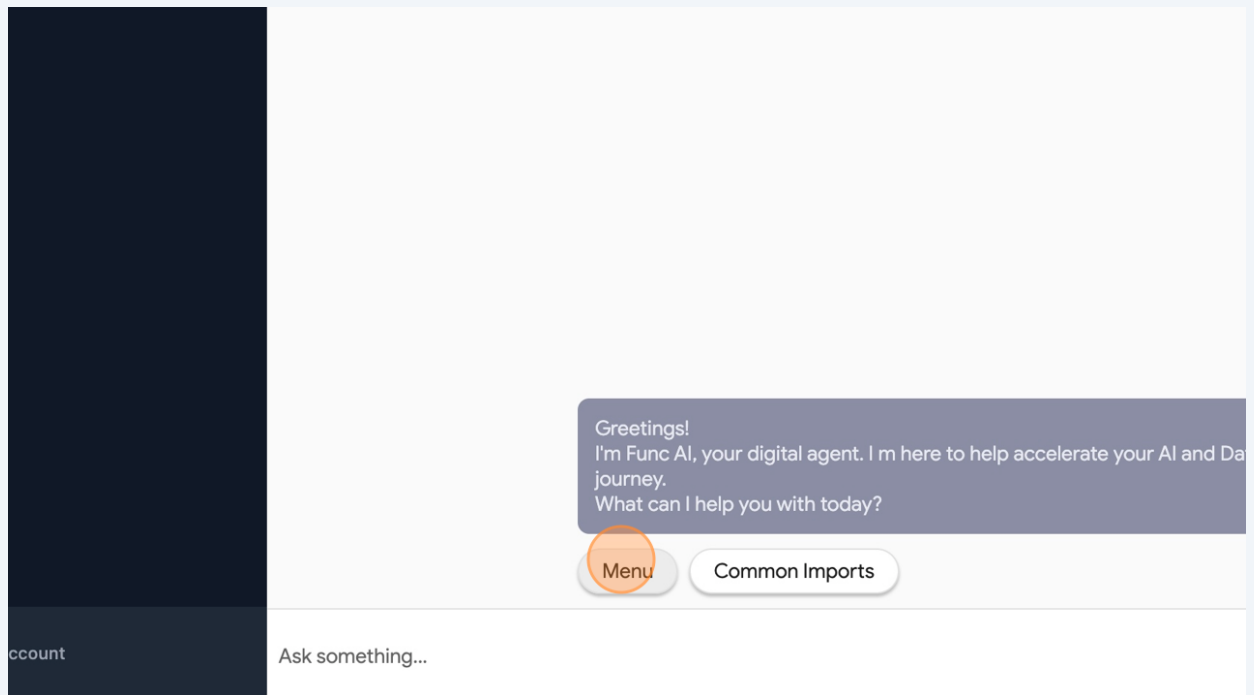 Greetings!
I'm Func AI, your digital agent. I m here to help accelerate your AI and
journey.
What can I help you with today?
Menu
Common Imports
ccount
Ask something...